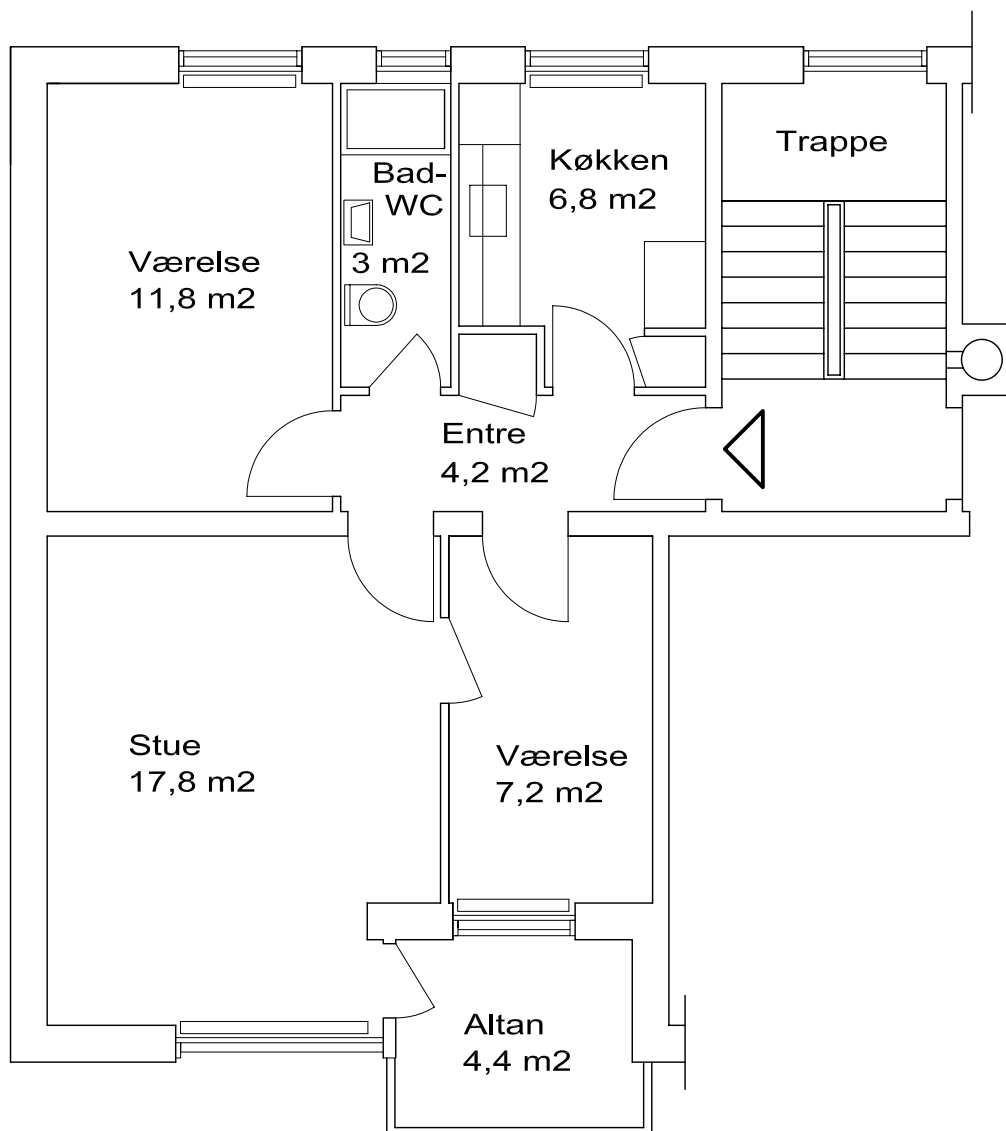 Trappe
Køkken
6,8 m2
Bad-
WC
3 m2
Værelse
11,8 m2
Entre
4,2 m2
Stue
17,8 m2
Værelse
7,2 m2
Altan
4,4 m2